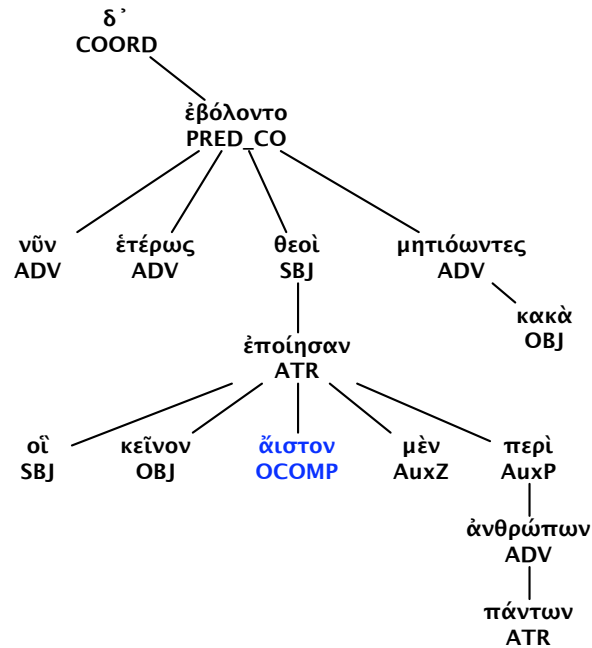 δ ̓
COORD
ἐβόλοντο
PRED_CO
νῦν ἑτέρως θεοὶ μητιόωντες
ADV ADV SBJ ADV
κακὰ
OBJ
ἐποίησαν
ATR
οἳ κεῖνον ἄιστον μὲν περὶ
SBJ OBJ OCOMP AuxZ AuxP
ἀνθρώπων
ADV
πάντων
ATR